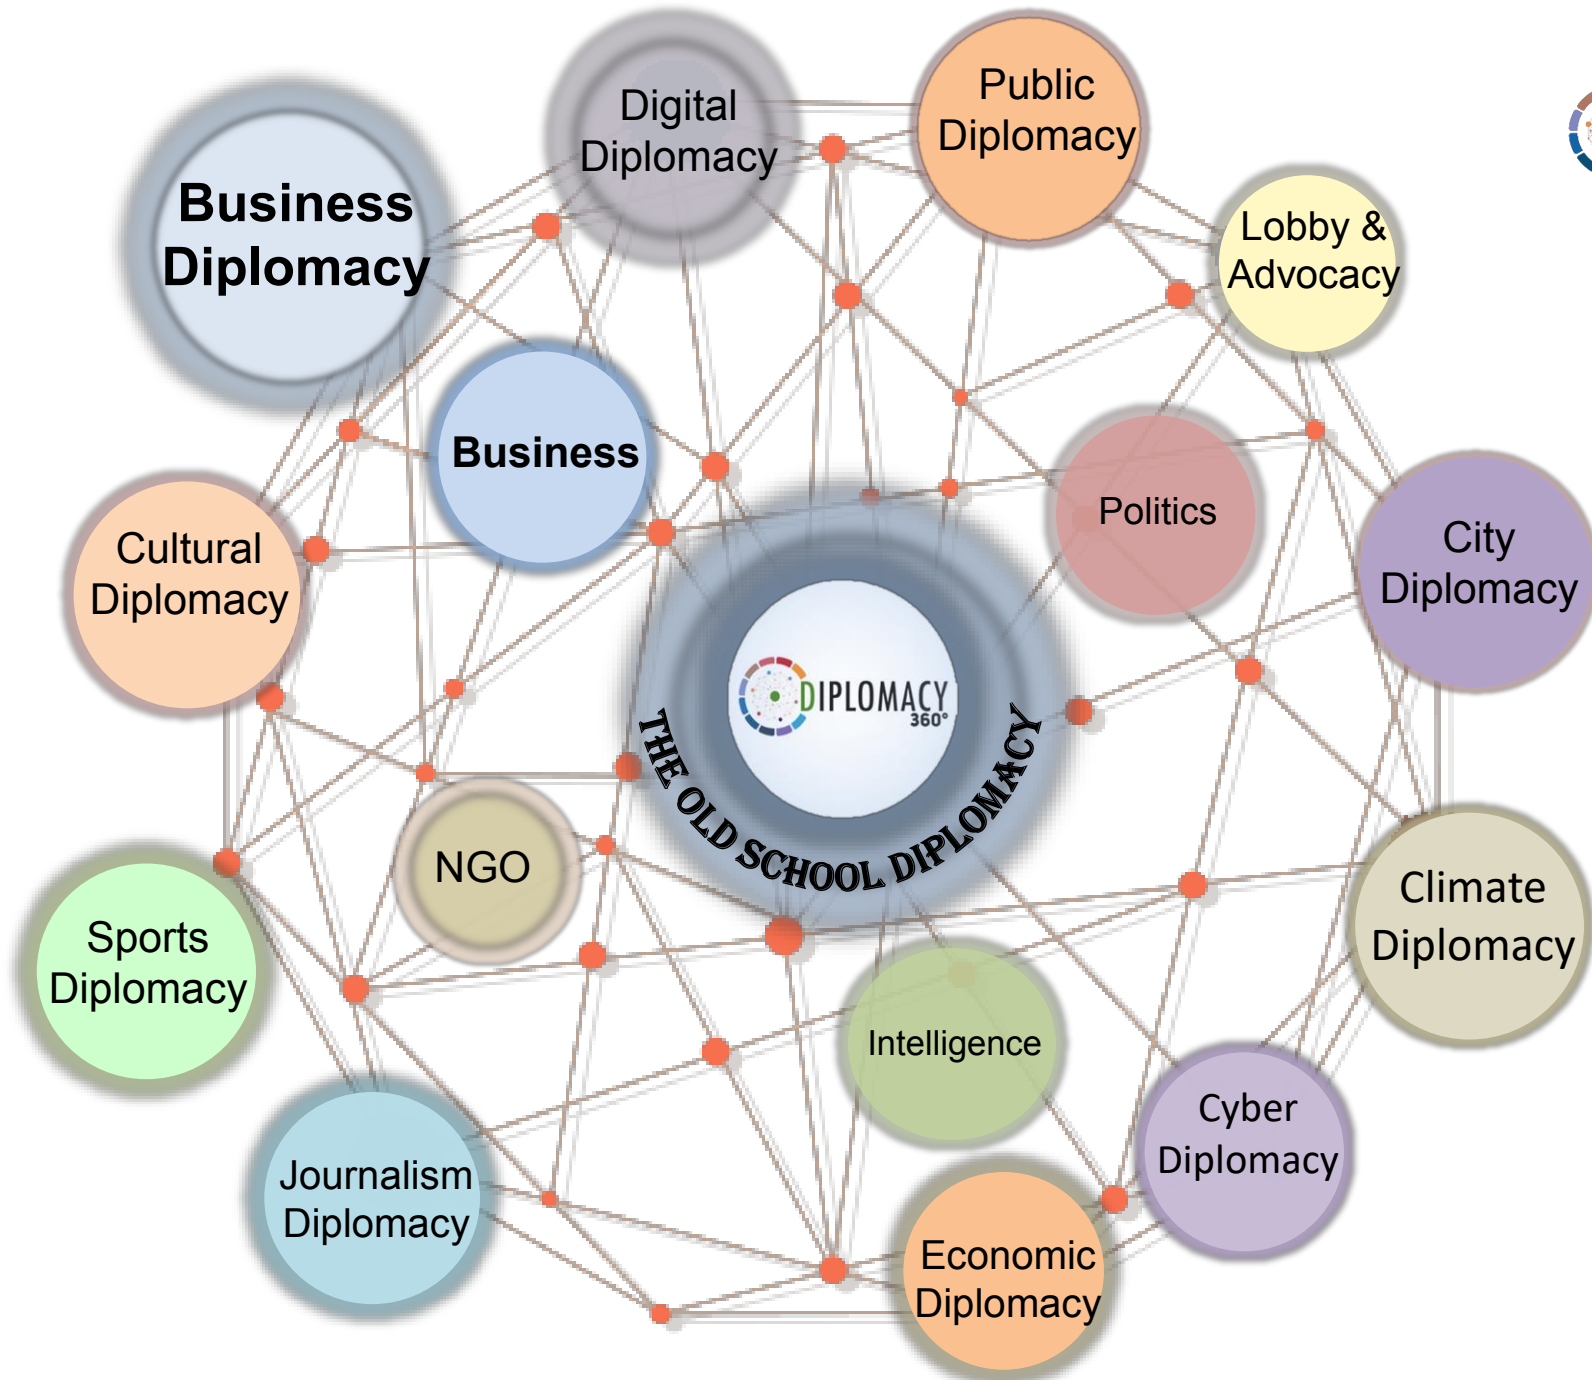 Digital
Diplomacy
Public
Diplomacy
Business
Diplomacy
Lobby &
Advocacy
Business
Politics
Cultural
Diplomacy
City
Diplomacy
DIPLOMACY
360°
THE OLD SCHOOL DIPLOMACY
NGO
Climate
Diplomacy
Sports
Diplomacy
Intelligence
Cyber
Diplomacy
Journalism
Diplomacy
Economic
Diplomacy